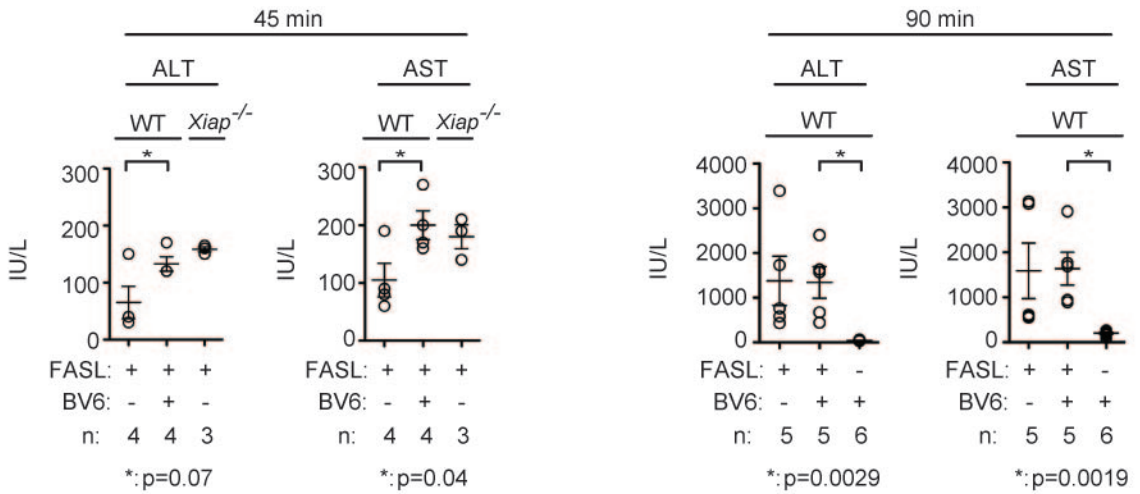 45 min 90 min
ALT AST ALT AST
WT Xiap-/- WT Xiap-/- WT WT
* * * *
300 300 4000 4000
200 200 3000 3000
100 100 2000 2000
0 0 1000 1000
0 0
IU/L IU/L IU/L IU/L
FASL: + + + FASL: + + + FASL: + + - FASL: + + -
BV6: - + - BV6: - + - BV6: - + + BV6: - + +
n: 4 4 3 n: 4 4 3 n: 5 5 6 n: 5 5 6
*:p=0.07 *:p=0.04 *:p=0.0029 *:p=0.0019